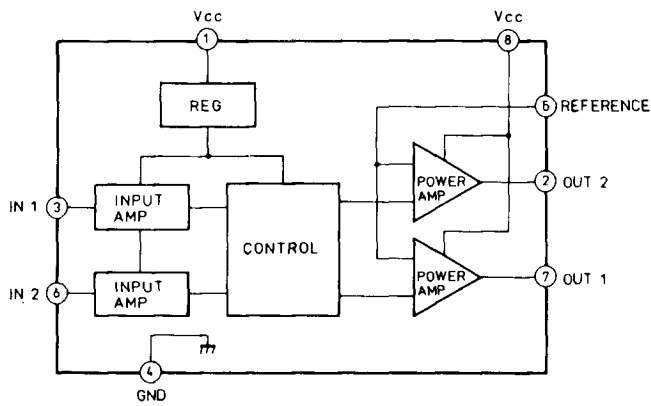 Vcc
Vcc
1
8
REG
5 REFERENCE
IN 1 3
INPUT
AMP
POWER
AMP
2 OUT 2
CONTROL
IN 2 6
INPUT
AMP
POWER
AMP
7 OUT 1
4
GND